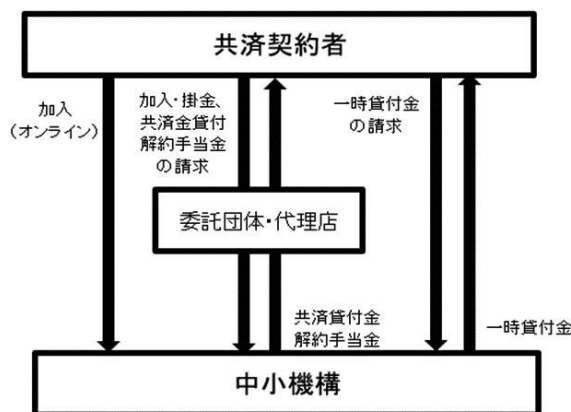 共済契約者
加入
（オンライン）
加入・掛金、
共済金貸付
解約手当金
の請求
一時貸付金
の請求
委託団体・代理店
共済貸付金
解約手当金
一時貸付金
中小機構